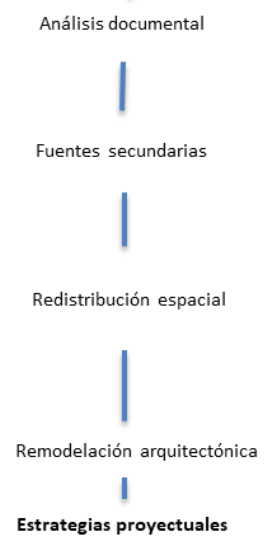 Análisis documental
Fuentes secundarias
Redistribución espacial
Remodelación arquitectónica
Estrategias proyectuales